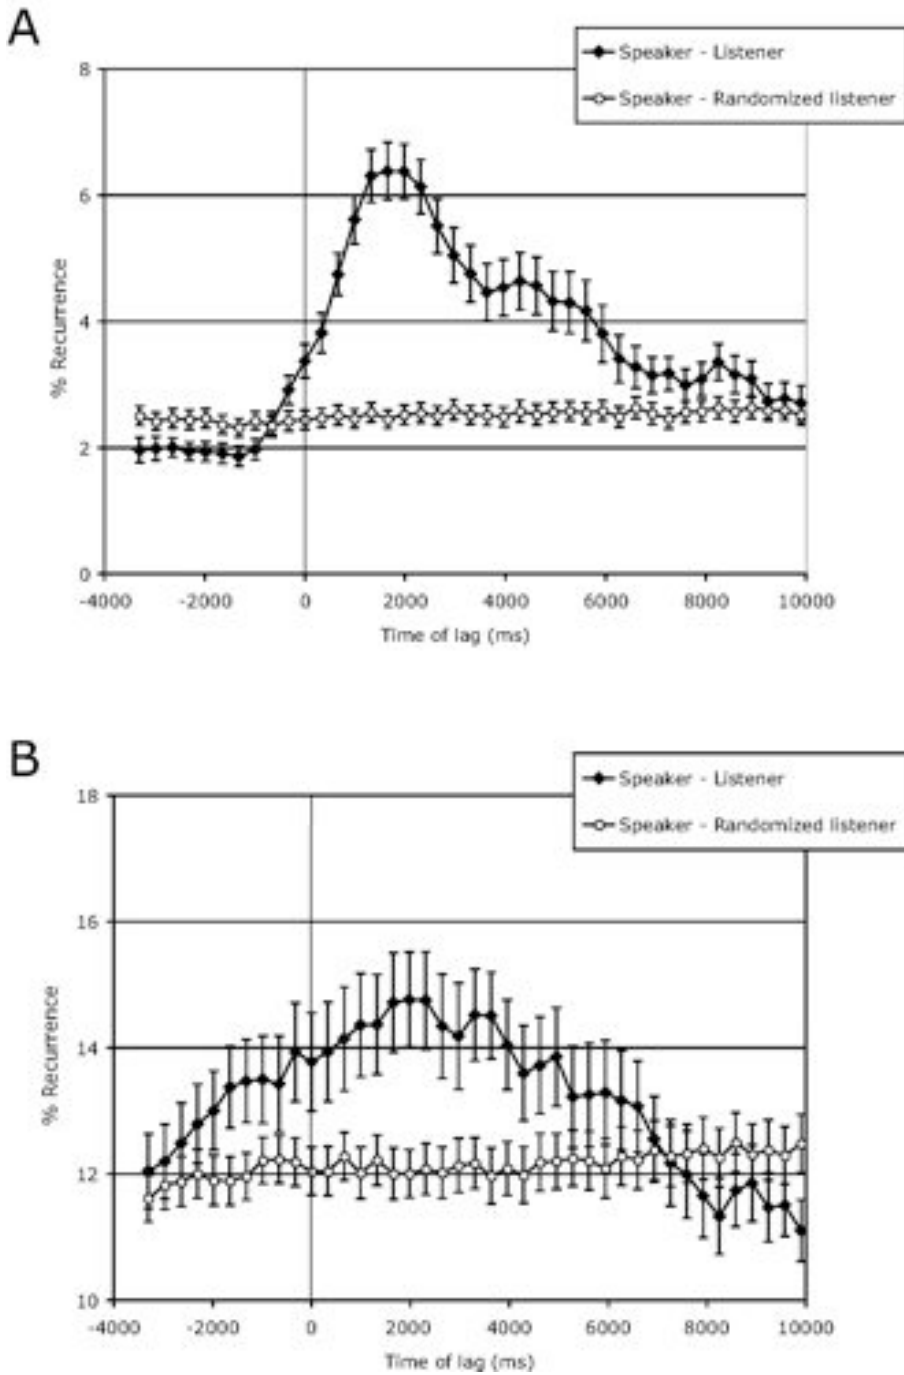 A
Speaker - Listener
Speaker - Randomized listener
8
6
4
2
0
% Recurrence
-4000 -2000 0 2000 4000 6000 8000 10000
Time of lag (ms)
B
Speaker - Listener
Speaker - Randomized listener
18
16
14
12
10
% Recurrence
-4000 -2000 0 2000 4000 6000 8000 10000
Time of lag (ms)